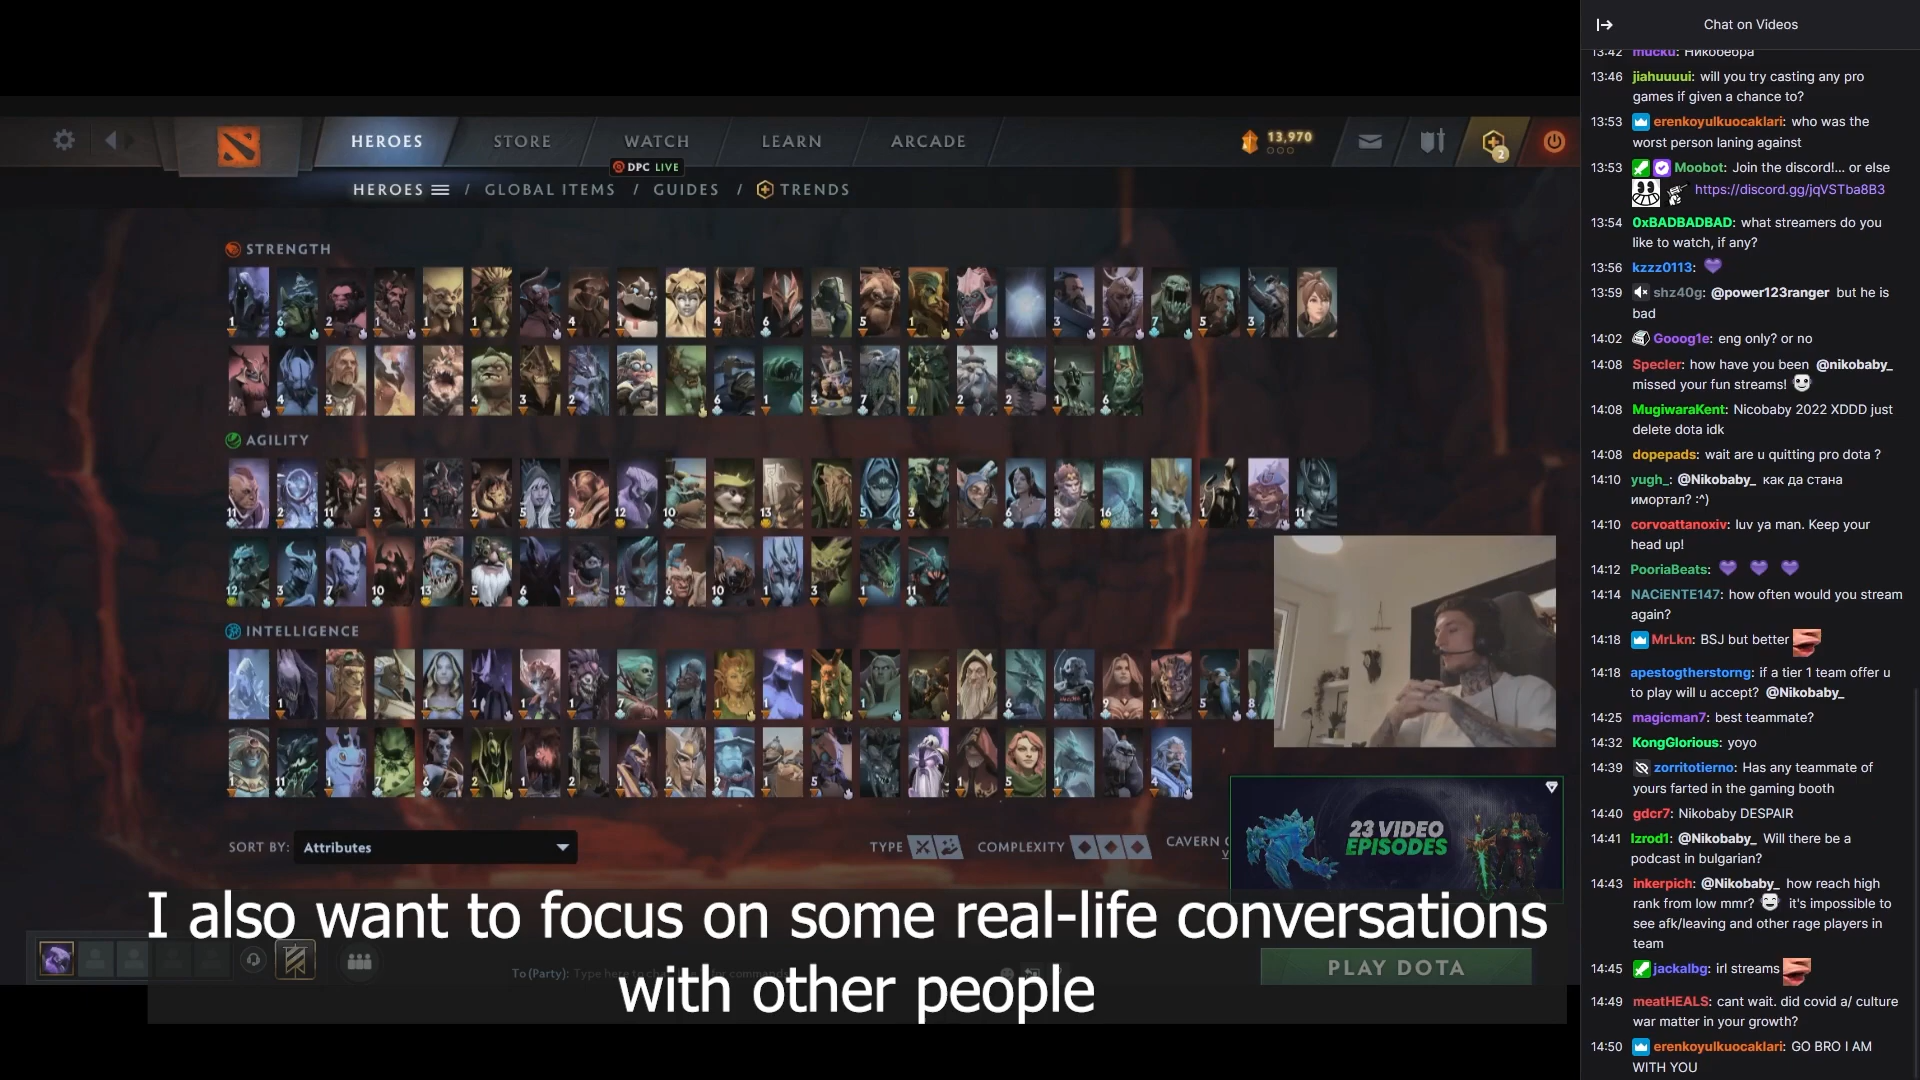 HEROES
STORE
WATCH
LEARN
ARCADE
13,970
2
DPC LIVE
HEROES / GLOBAL ITEMS / GUIDES / TRENDS
STRENGTH
AGILITY
INTELLIGENCE
SORT BY: Attributes
TYPE
COMPLEXITY
CAVERN
23 VIDEO
EPISODES
PLAY DOTA
To (Party):
I also want to focus on some real-life conversations
with other people
Chat on Videos
13:42 mucku: Никобеора
13:46 jiahuuuui: will you try casting any pro
games if given a chance to?
13:53 erenkoyulkuocaklari: who was the
worst person laning against
13:53 Moobot: Join the discord!... or else
https://discord.gg/jqVSTba8B3
13:54 0xBADBADBAD: what streamers do you
like to watch, if any?
13:56 kzzz0113:
13:59 shz40g: @power123ranger but he is
bad
14:02 Gooog1e: eng only? or no
14:08 Specler: how have you been @nikobaby_
missed your fun streams!
14:08 MugiwaraKent: Nicobaby 2022 XDDD just
delete dota idk
14:08 dopepads: wait are u quitting pro dota ?
14:10 yugh_: @Nikobaby_ как да стана
имортал? :^)
14:10 corvoattanoxiv: luv ya man. Keep your
head up!
14:12 PooriaBeats:
14:14 NACiENTE147: how often would you stream
again?
14:18 MrLkn: BSJ but better
14:18 apestogtherstorng: if a tier 1 team offer u
to play will u accept? @Nikobaby_
14:25 magicman7: best teammate?
14:32 KongGlorious: yoyo
14:39 zorritotierno: Has any teammate of
yours farted in the gaming booth
14:40 gdcr7: Nikobaby DESPAIR
14:41 Izrod1: @Nikobaby_ Will there be a
podcast in bulgarian?
14:43 inkerpich: @Nikobaby_ how reach high
rank from low mmr? it's impossible to
see afk/leaving and other rage players in
team
14:45 jackalbg: irl streams
14:49 meatHEALS: cant wait. did covid a/ culture
war matter in your growth?
14:50 erenkoyulkuocaklari: GO BRO I AM
WITH YOU